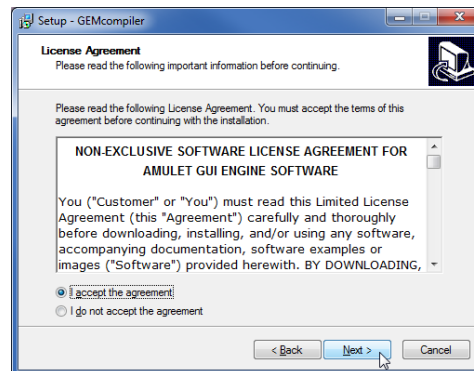 Setup - GEMcompiler
License Agreement
Please read the following important information before continuing.
Please read the following License Agreement. You must accept the terms of this
agreement before continuing with the installation.
NON-EXCLUSIVE SOFTWARE LICENSE AGREEMENT FOR
AMULET GUI ENGINE SOFTWARE
You ("Customer" or "You") must read this Limited License
Agreement (this "Agreement") carefully and thoroughly
before downloading, installing, and/or using any software,
accompanying documentation, software examples or
images ("Software") provided herewith. BY DOWNLOADING,
I accept the agreement
I do not accept the agreement
< Back Next > Cancel